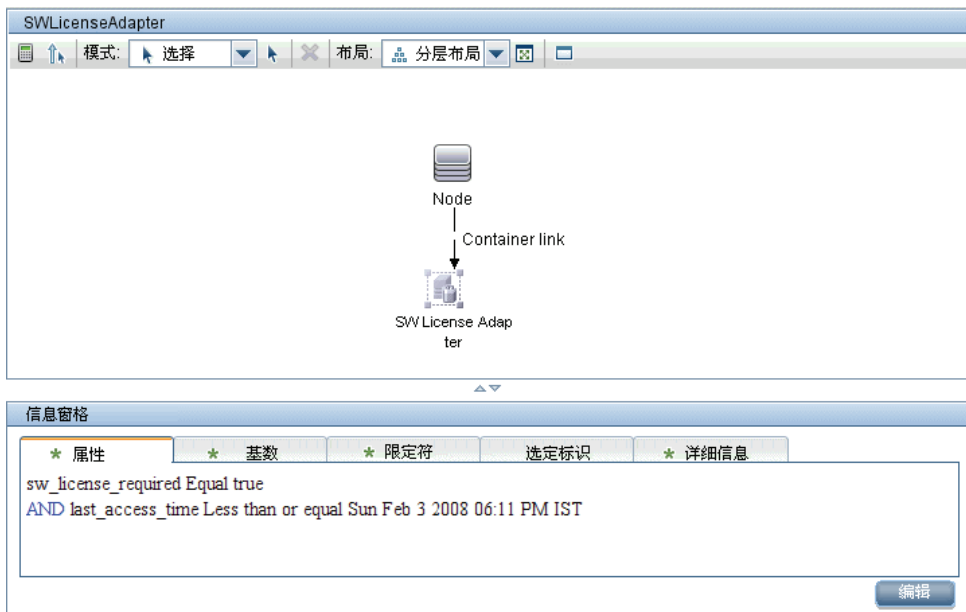 SWLicenseAdapter
模式: 选择 布局: 分层布局
Node
Container link
SW License Adap
ter
信息窗格
* 属性 * 基数 * 限定符 选定标识 * 详细信息
sw_license_required Equal true
AND last_access_time Less than or equal Sun Feb 3 2008 06:11 PM IST
编辑